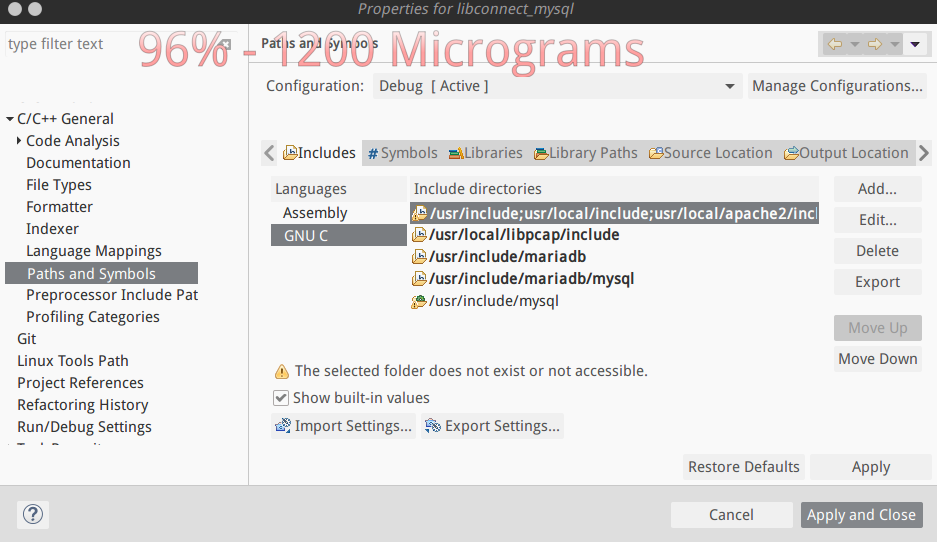 Properties for libconnect_mysql
type filter text
96% - 1200 Micrograms
Paths and Symbols
Configuration: Debug [ Active ] Manage Configurations...
C/C++ General
Code Analysis
Documentation
File Types
Formatter
Indexer
Language Mappings
Paths and Symbols
Preprocessor Include Pat
Profiling Categories
Git
Linux Tools Path
Project References
Refactoring History
Run/Debug Settings
Includes # Symbols Libraries Library Paths Source Location Output Location
Languages
Assembly
GNU C
Include directories
/usr/include;usr/local/include;usr/local/apache2/incl
/usr/local/libpcap/include
/usr/include/mariadb
/usr/include/mariadb/mysql
/usr/include/mysql
Add...
Edit...
Delete
Export
Move Up
Move Down
The selected folder does not exist or not accessible.
Show built-in values
Import Settings... Export Settings...
Restore Defaults Apply
? Cancel Apply and Close